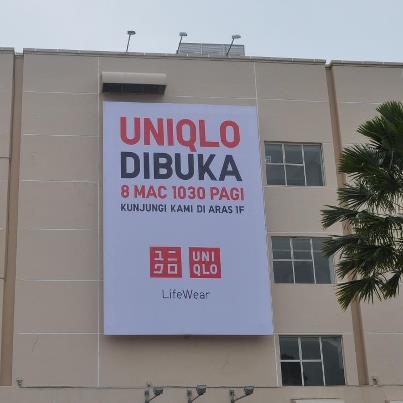 UNIQLO
DIBUKA
8 MAC 1030 PAGI
KUNJUNGI KAMI DI ARAS 1F
ユニ UNI
クロ QLO
LifeWear